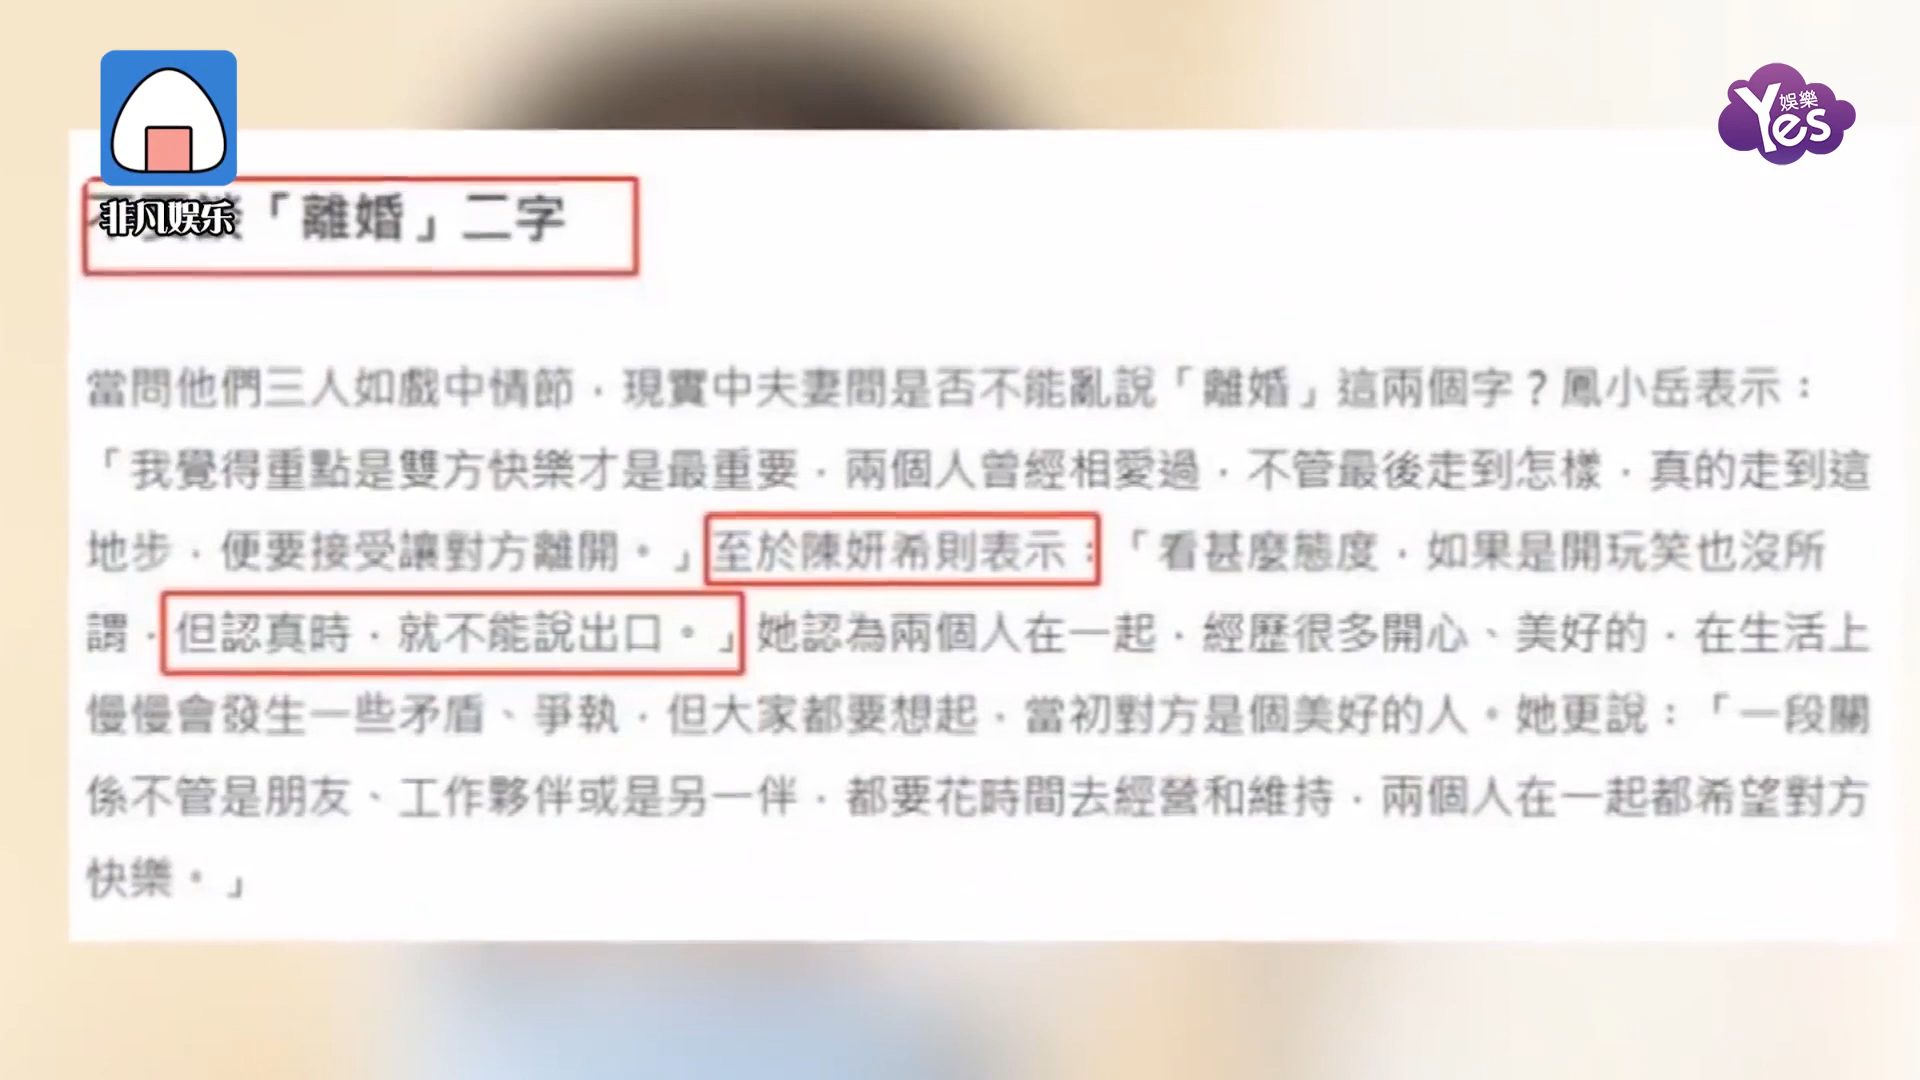 娛樂
Yes
非凡娱乐
「離婚」二字
當問他們三人如戲中情節，現實中夫妻間是否不能亂說「離婚」這兩個字？鳳小岳表示：
「我覺得重點是雙方快樂才是最重要，兩個人曾經相愛過，不管最後走到怎樣，真的走到這
地步，便要接受讓對方離開。」至於陳妍希則表示：「看甚麼態度，如果是開玩笑也沒所
謂，但認真時，就不能說出口。」她認為兩個人在一起，經歷很多開心、美好的，在生活上
慢慢會發生一些矛盾、爭執，但大家都要想起，當初對方是個美好的人。她更說：「一段關
係不管是朋友、工作夥伴或是另一伴，都要花時間去經營和維持，兩個人在一起都希望對方
快樂。」